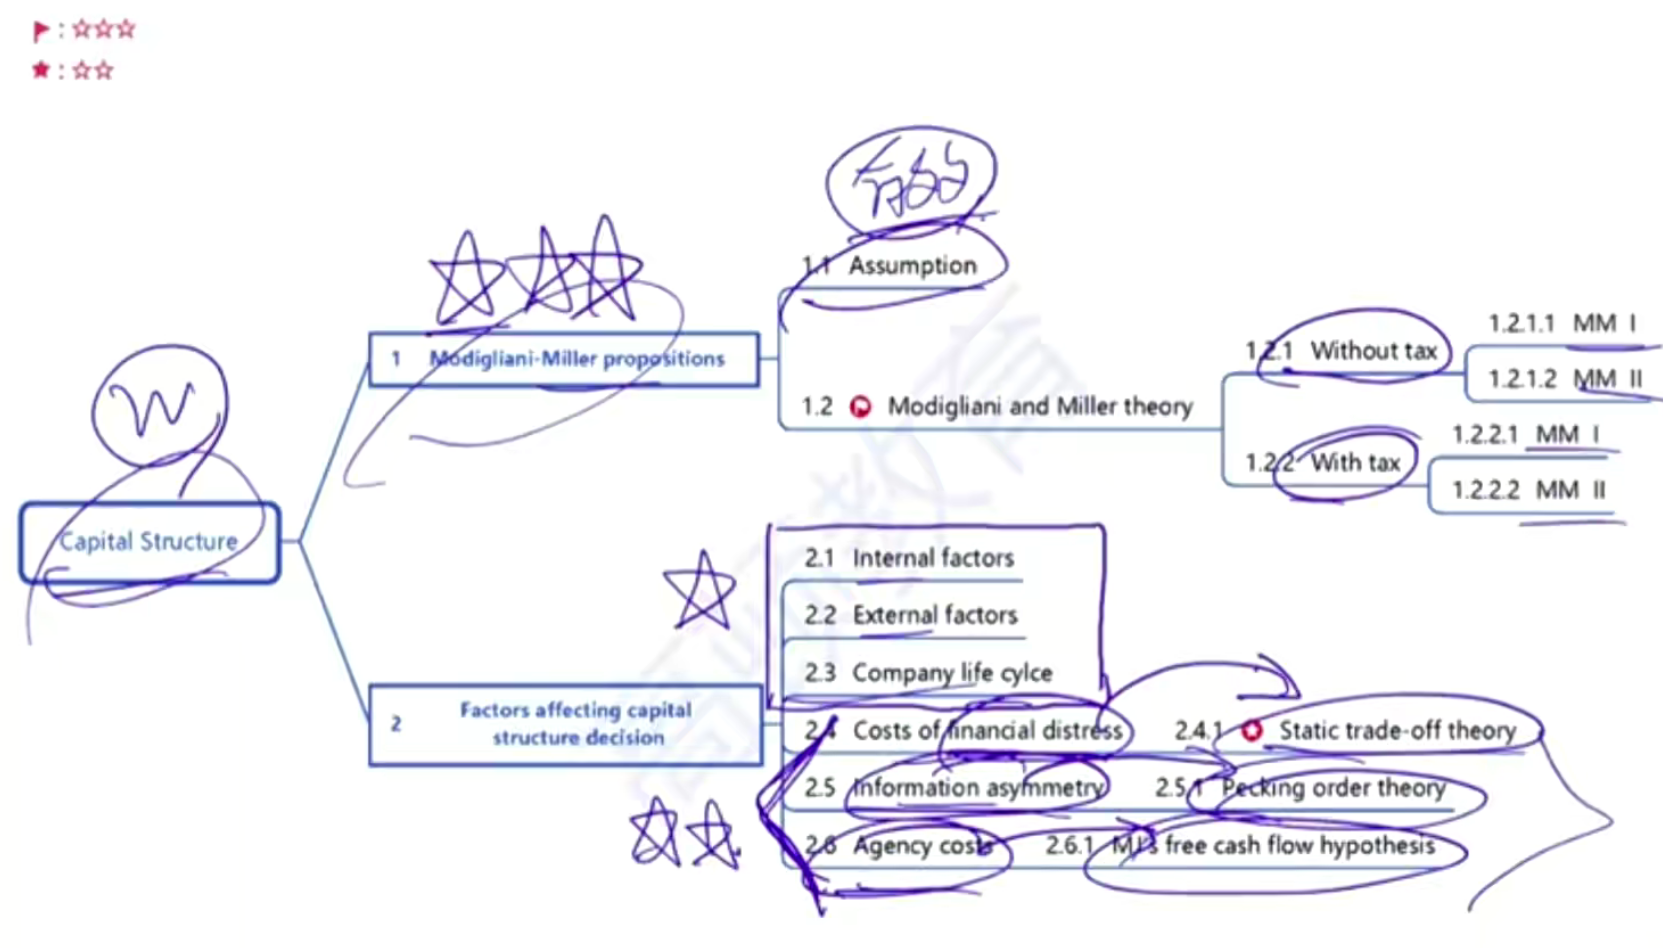 : ☆☆☆
: ☆☆
有效的
1.1 Assumption
1 Modigliani-Miller propositions
1.2 Modigliani and Miller theory
1.2.1 Without tax
1.2.1.1 MM I
1.2.1.2 MM II
1.2.2 With tax
1.2.2.1 MM I
1.2.2.2 MM II
W
Capital Structure
2 Factors affecting capital
structure decision
2.1 Internal factors
2.2 External factors
2.3 Company life cylce
2.4 Costs of financial distress
2.4.1 Static trade-off theory
2.5 Information asymmetry
2.5.1 Pecking order theory
2.6 Agency costs
2.6.1 MJ's free cash flow hypothesis